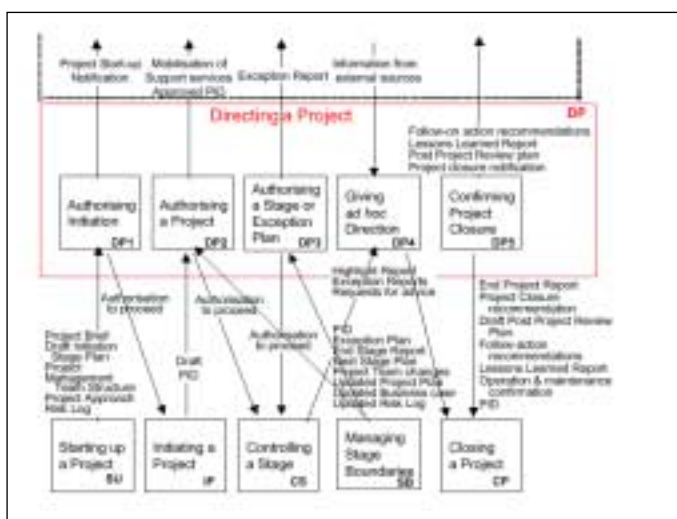 Project Start-up
Notification
Mobilisation of
Support services
Approved PID
Exception Report
Information from
external sources
Directing a Project
DP
Follow-on action recommendations
Lessons Learned Report
Post Project Review plan
Project closure notification
Authorising
Initiation
DP1
Authorising
a Project
DP2
Authorising
a Stage or
Exception
Plan
DP3
Giving
ad hoc
Direction
DP4
Confirming
Project
Closure
DP5
Highlight Report
Exception Reports
Requests for advice
Authorisation
to proceed
Authorisation
to proceed
Authorisation
to proceed
Project Brief
Draft Initiation
Stage Plan
Project
Management
Team Structure
Project Approach
Risk Log
Draft
PID
PID
Exception Plan
End Stage Report
Next Stage Plan
Project Team changes
Updated Project Plan
Updated Business case
Updated Risk Log
End Project Report
Project Closure
recommendation
Draft Post Project Review
Plan
Follow-action
recommendations
Lessons Learned Report
Operation & maintenance
confirmation
PID
Starting up
a Project
SU
Initiating a
Project
IP
Controlling
a Stage
CS
Managing
Stage
Boundaries
SB
Closing
a Project
CP